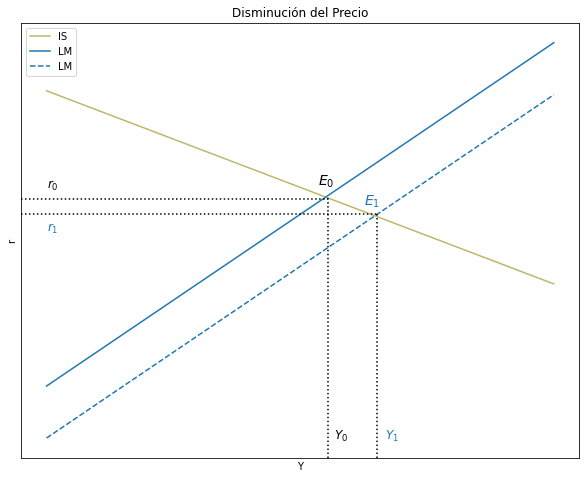 Disminución del Precio
IS
LM
LM
r₀
E₀
E₁
r₁
r
Y₀
Y₁
Y